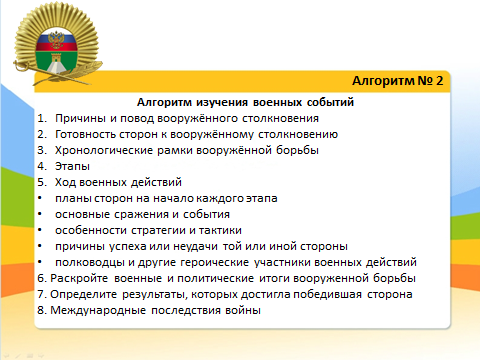 Алгоритм № 2
Алгоритм изучения военных событий
1. Причины и повод вооружённого столкновения
2. Готовность сторон к вооружённому столкновению
3. Хронологические рамки вооружённой борьбы
4. Этапы
5. Ход военных действий
• планы сторон на начало каждого этапа
• основные сражения и события
• особенности стратегии и тактики
• причины успеха или неудачи той или иной стороны
• полководцы и другие героические участники военных действий
6. Раскройте военные и политические итоги вооруженной борьбы
7. Определите результаты, которых достигла победившая сторона
8. Международные последствия войны